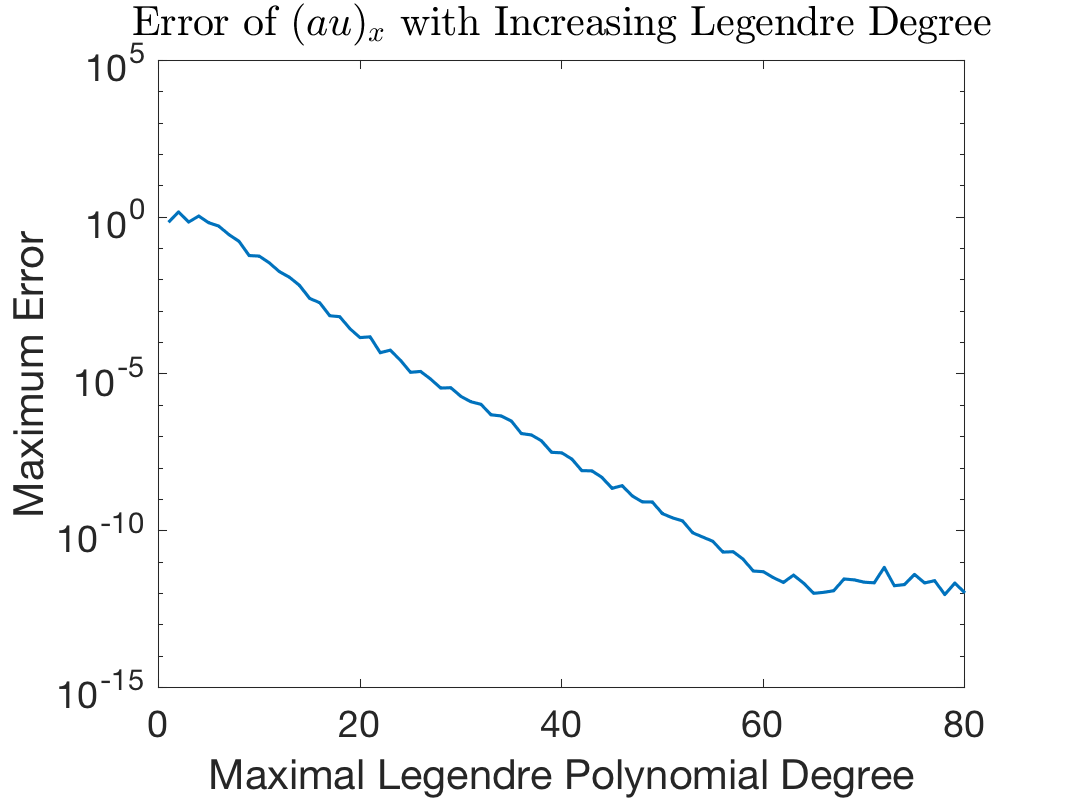 Error of $(au)_x$ with Increasing Legendre Degree
10^5
10^0
10^-5
10^-10
10^-15
Maximum Error
0 20 40 60 80
Maximal Legendre Polynomial Degree